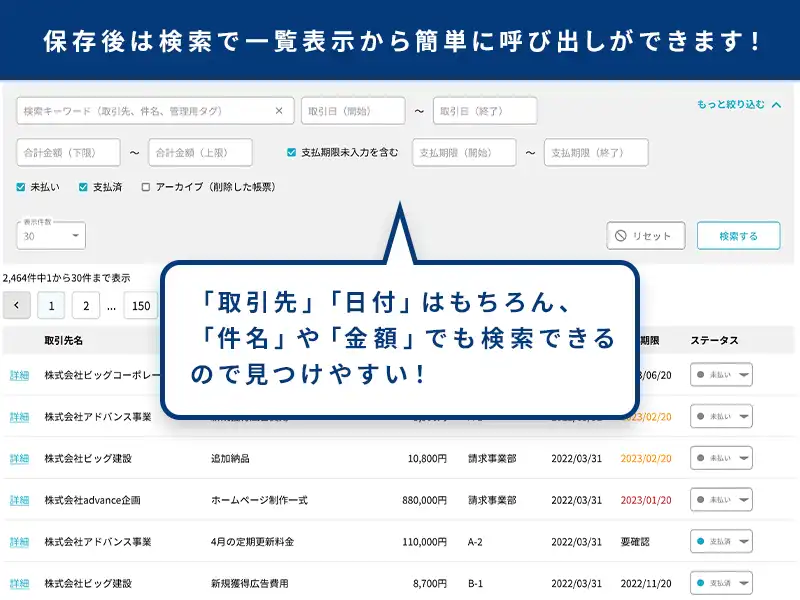 保存後は検索で一覧表示から簡単に呼び出しができます！
検索キーワード（取引先、件名、管理用タグ） × 取引日（開始） ～ 取引日（終了） もっと絞り込む
合計金額（下限） ～ 合計金額（上限） 支払期限未入力を含む 支払期限（開始） ～ 支払期限（終了）
未払い 支払済 アーカイブ（削除した帳票）
表示件数
30 リセット 検索する
2,464件中1から30件まで表示
< 1 2 ... 150
「取引先」「日付」はもちろん、
「件名」や「金額」でも検索できる
ので見つけやすい！
取引先名 期限 ステータス
詳細 株式会社ビッグコーポレー 3/06/20 未払い
詳細 株式会社アドバンス事業 2023/02/20 未払い
詳細 株式会社ビッグ建設 追加納品 10,800円 請求事業部 2022/03/31 2023/02/20 未払い
詳細 株式会社advance企画 ホームページ制作一式 880,000円 請求事業部 2022/03/31 2023/01/20 未払い
詳細 株式会社アドバンス事業 4月の定期更新料金 110,000円 A-2 2022/03/31 要確認 支払済
詳細 株式会社ビッグ建設 新規獲得広告費用 8,700円 B-1 2022/03/31 2022/11/20 支払済